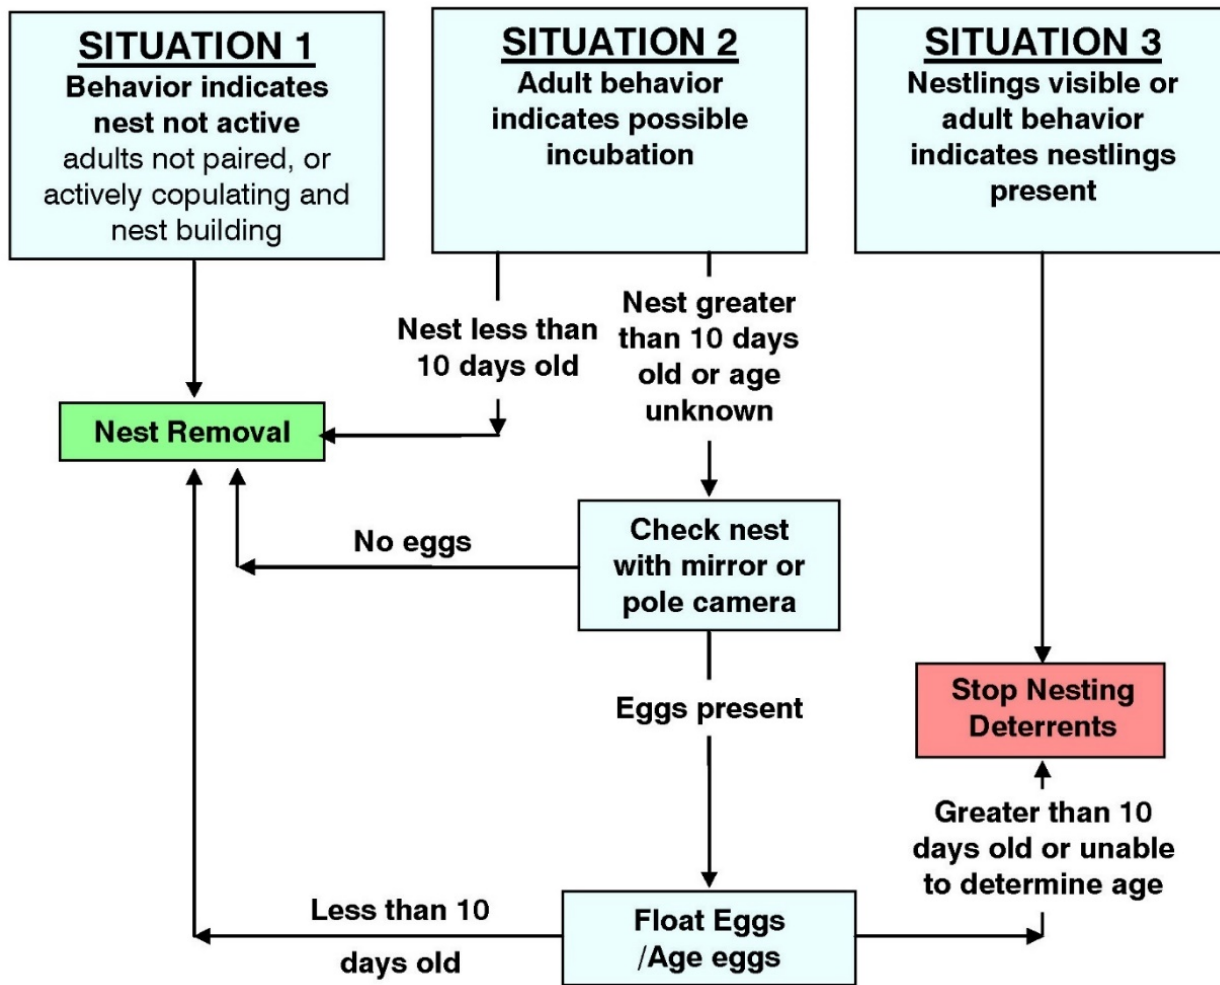 SITUATION 1
Behavior indicates
nest not active
adults not paired, or
actively copulating and
nest building
SITUATION 2
Adult behavior
indicates possible
incubation
SITUATION 3
Nestlings visible or
adult behavior
indicates nestlings
present
Nest less than
10 days old
Nest greater
than 10 days
old or age
unknown
Nest Removal
No eggs
Check nest
with mirror or
pole camera
Eggs present
Stop Nesting
Deterrents
Greater than 10
days old or unable
to determine age
Less than 10
days old
Float Eggs
/Age eggs